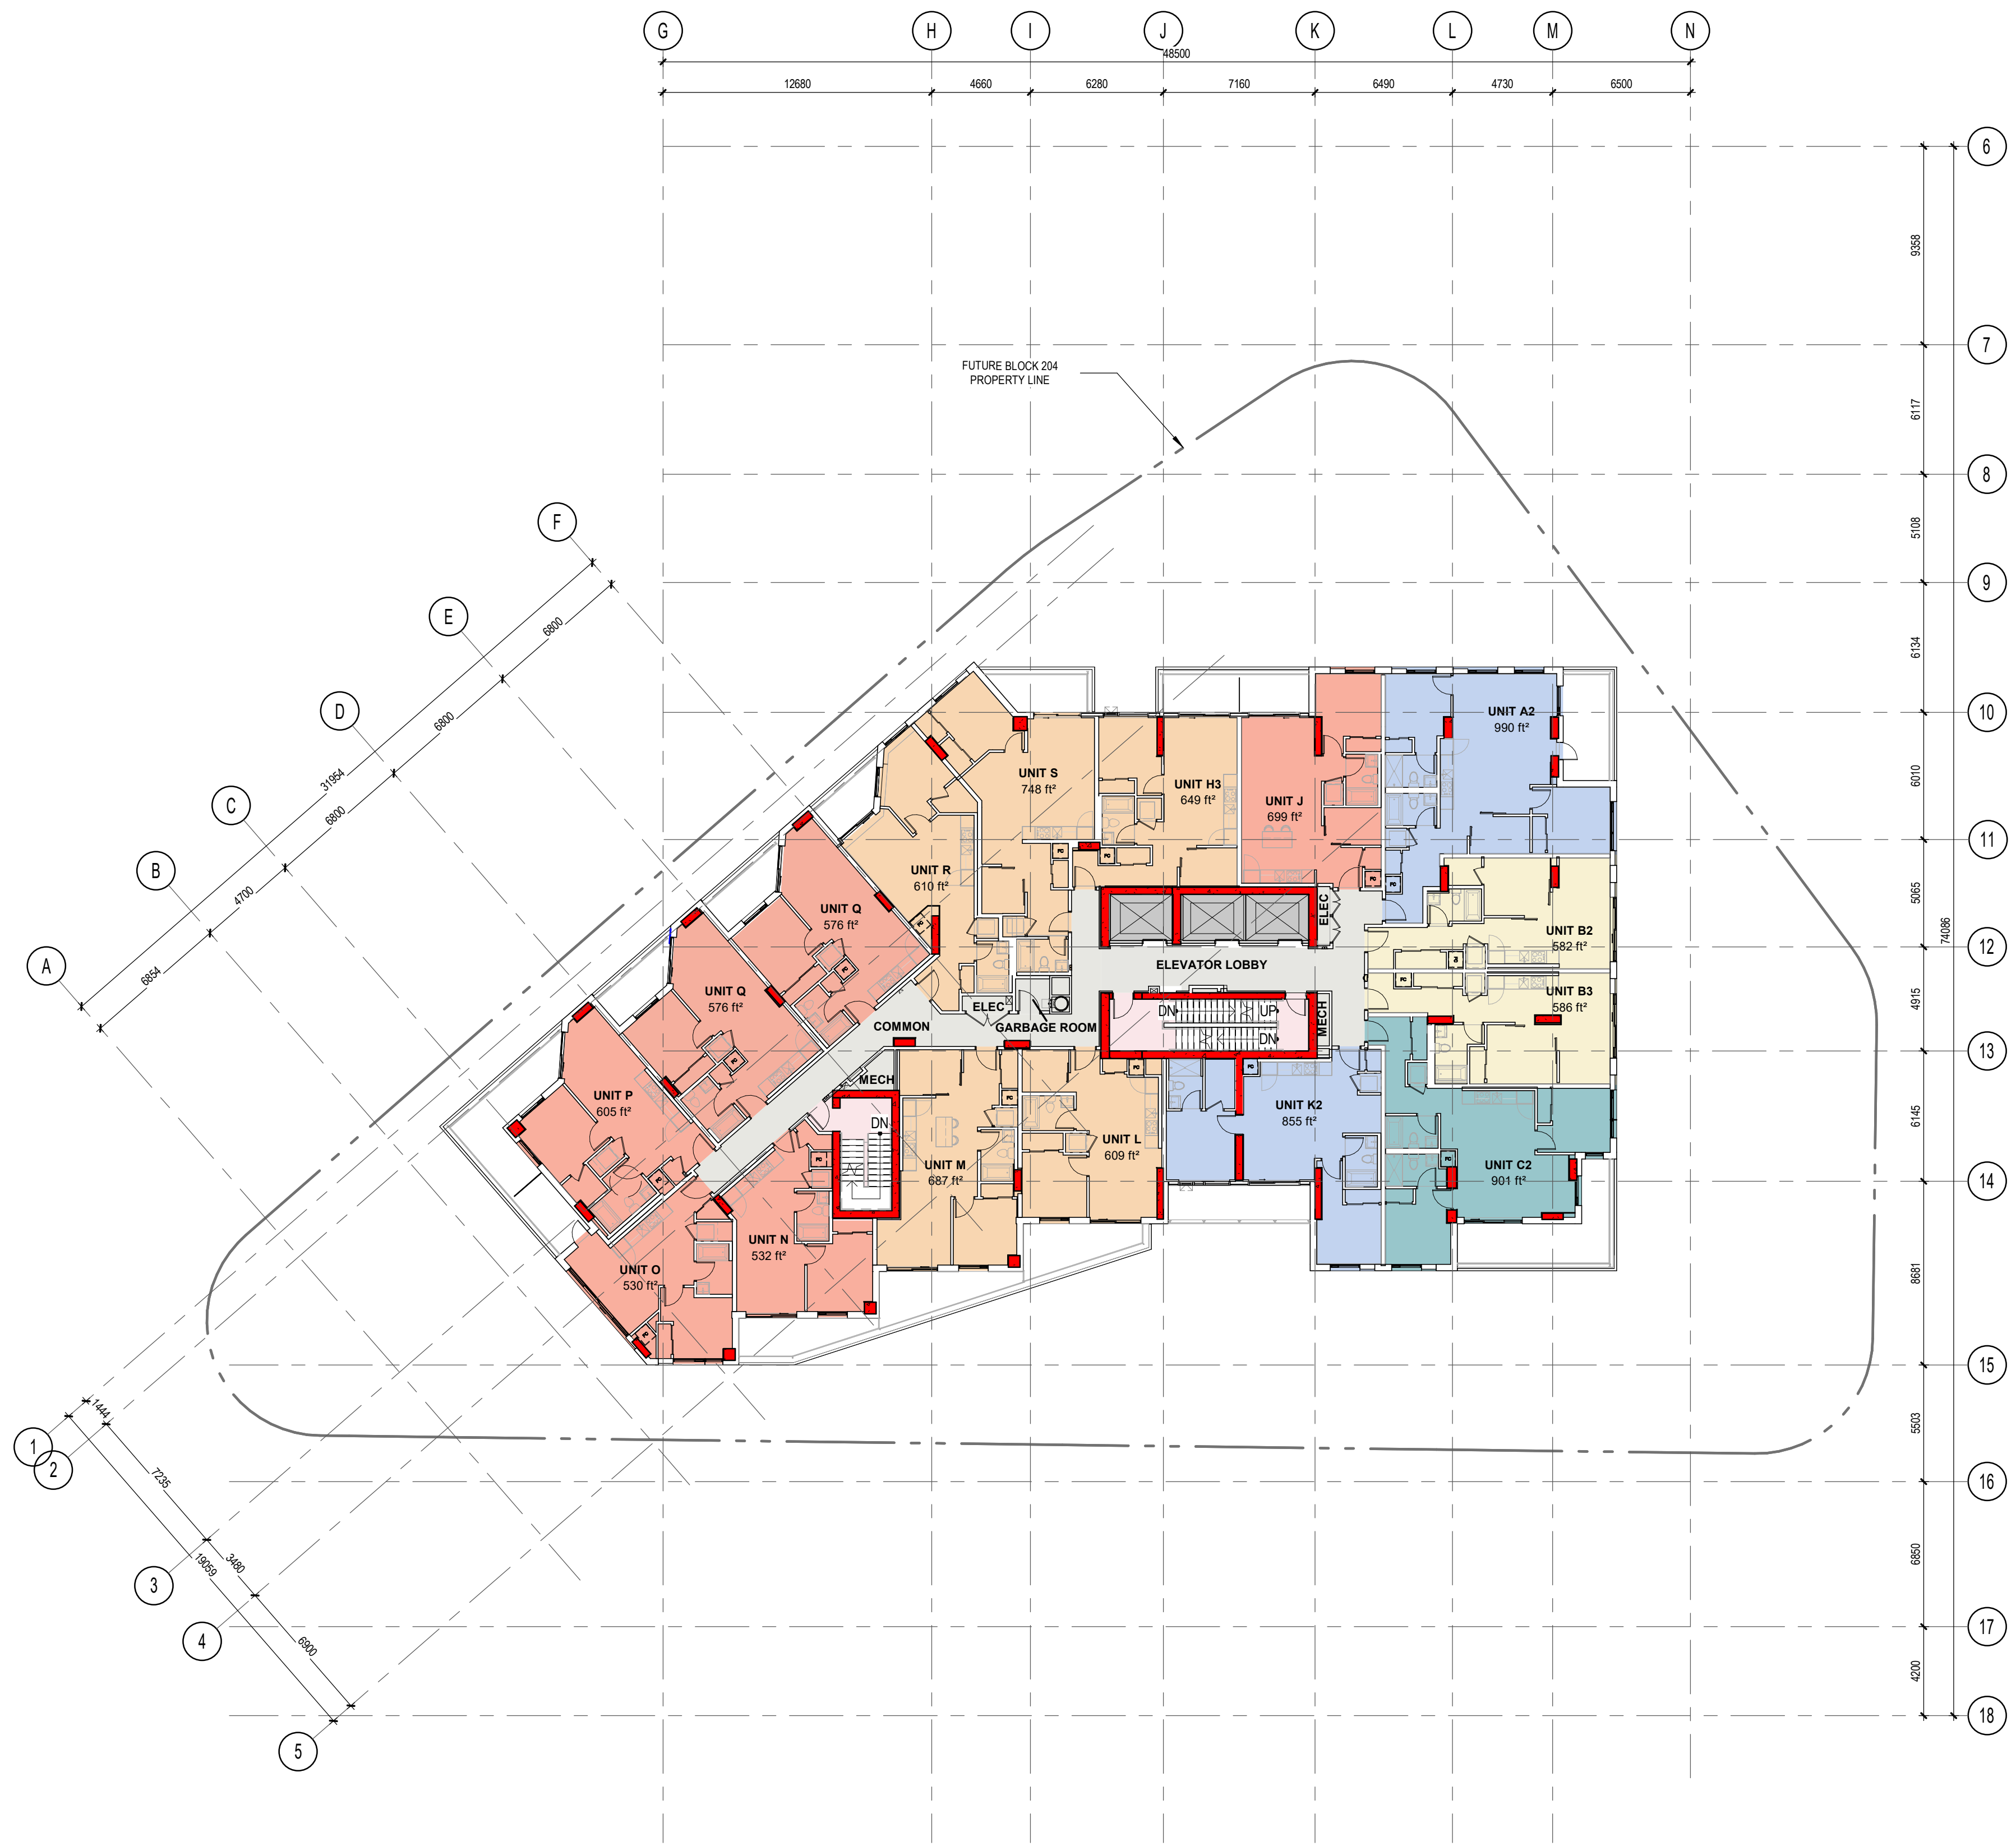 G
H
I
J
K
L
M
N
48500
12680
4660
6280
7160
6490
4730
6500
6
7
8
9
10
11
12
13
14
15
16
17
18
9358
6117
5108
6134
6010
5065
4915
6145
8681
5503
6850
4200
74086
FUTURE BLOCK 204
PROPERTY LINE
F
E
D
C
B
A
31954
6800
6800
6800
4700
6854
UNIT A2
990 ft²
UNIT S
748 ft²
UNIT H3
649 ft²
UNIT J
699 ft²
UNIT R
610 ft²
UNIT Q
576 ft²
ELEC
UNIT B2
582 ft²
ELEVATOR LOBBY
UNIT Q
576 ft²
UNIT B3
586 ft²
ELEC
DN
UP
DN
MECH
COMMON
GARBAGE ROOM
MECH
UNIT P
605 ft²
UNIT K2
855 ft²
DN
UNIT L
609 ft²
UNIT M
687 ft²
UNIT C2
901 ft²
UNIT N
532 ft²
UNIT O
530 ft²
1
2
3
4
5
1444
7235
3480
6900
19059